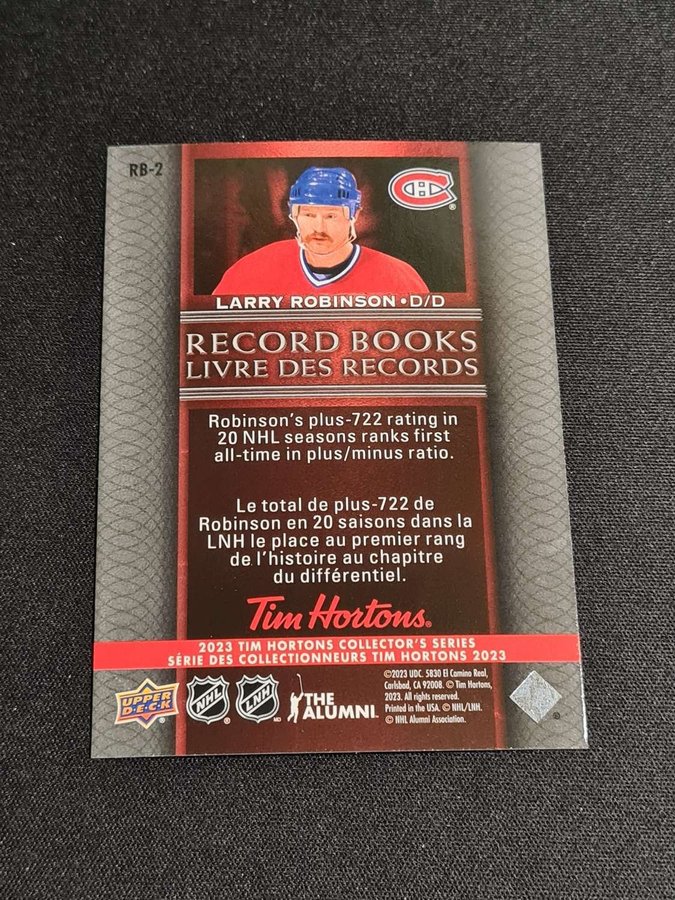 RB-2
CH
LARRY ROBINSON • D/D
RECORD BOOKS
LIVRE DES RECORDS
Robinson's plus-722 rating in
20 NHL seasons ranks first
all-time in plus/minus ratio.
Le total de plus-722 de
Robinson en 20 saisons dans la
LNH le place au premier rang
de l'histoire au chapitre
du différentiel.
Tim Hortons®
2023 TIM HORTONS COLLECTOR'S SERIES
SÉRIE DES COLLECTIONNEURS TIM HORTONS 2023
UPPER DECK
NHL ®
LNH MD
THE ALUMNI™
©2023 UDC. 5830 El Camino Real,
Carlsbad, CA 92008. © Tim Hortons,
2023. All rights reserved.
Printed in the USA. © NHL/LNH.
© NHL Alumni Association.